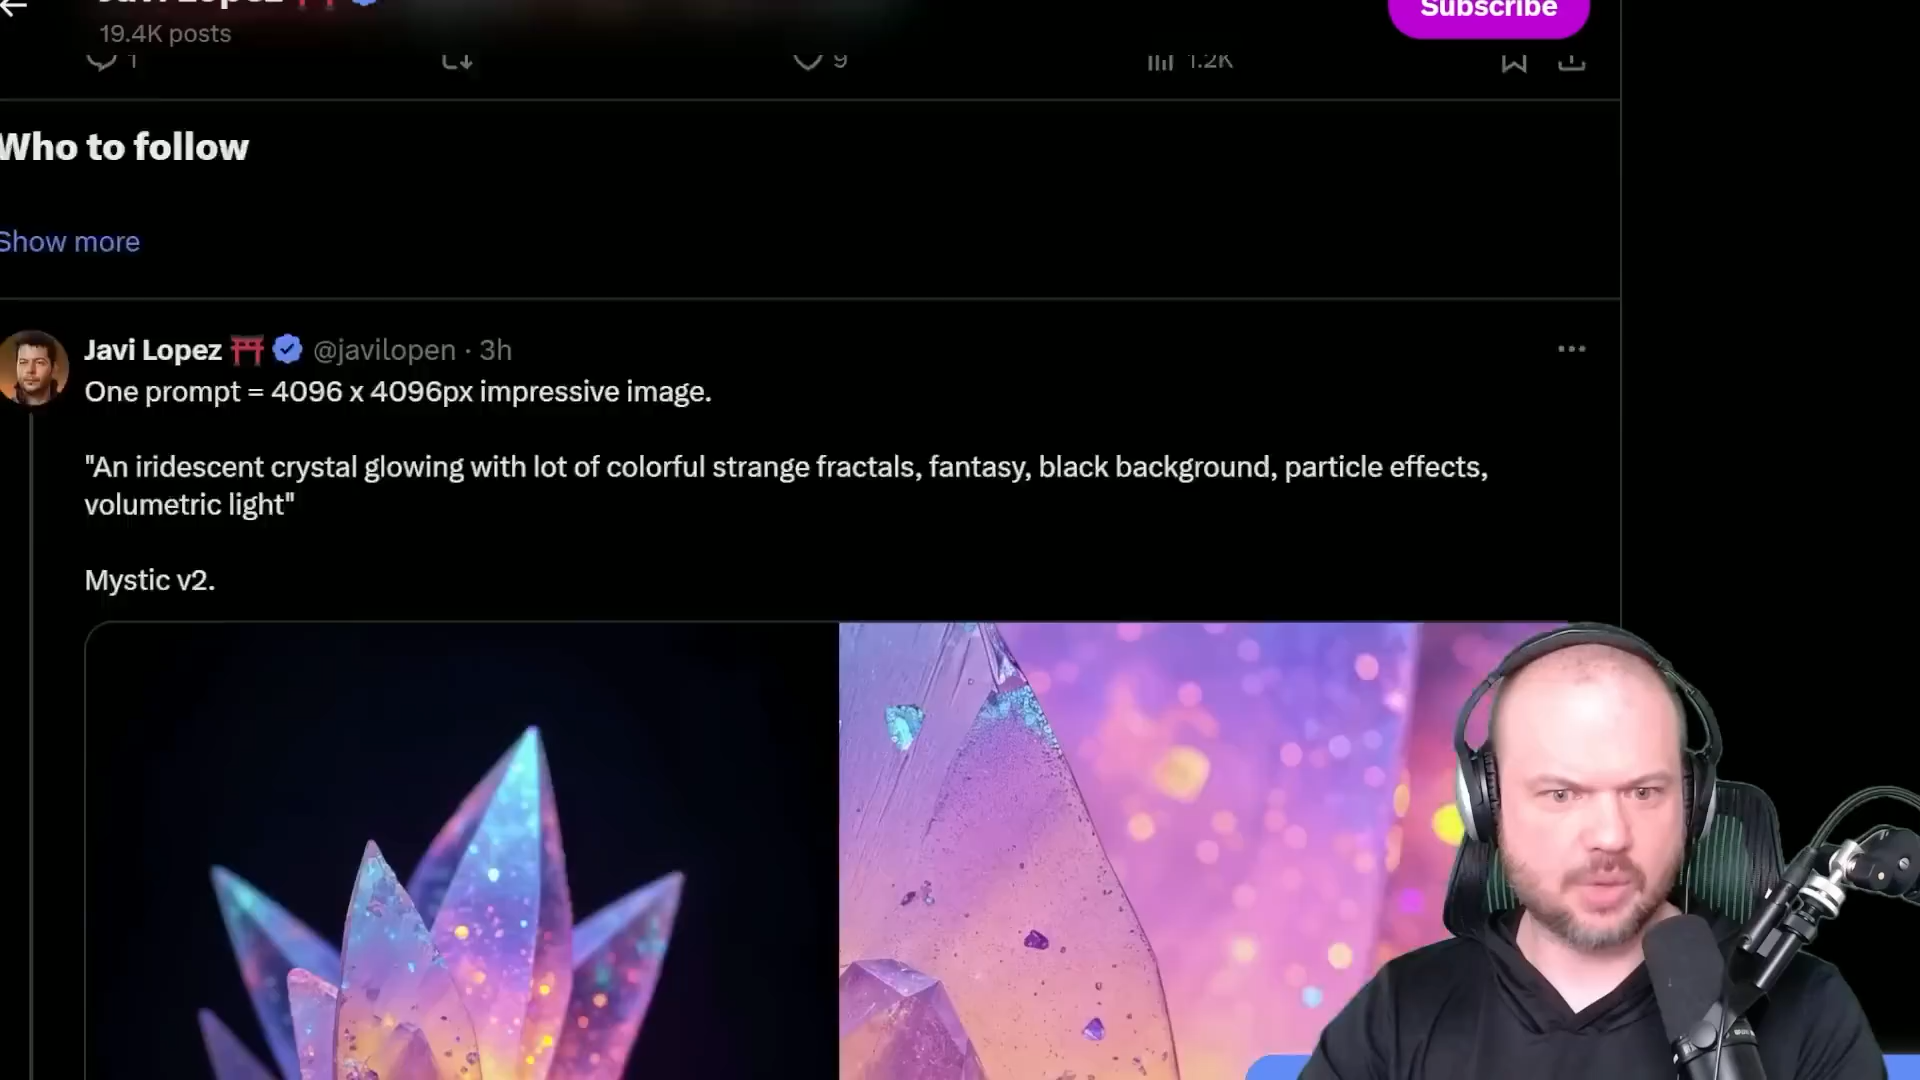 19.4K posts
Subscribe
1 9 1.2K
Who to follow
Show more
Javi Lopez @javilopen · 3h
One prompt = 4096 x 4096px impressive image.
"An iridescent crystal glowing with lot of colorful strange fractals, fantasy, black background, particle effects,
volumetric light"
Mystic v2.